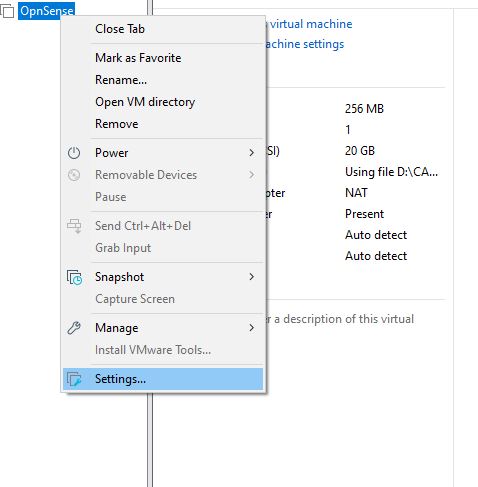 OpnSense
Close Tab
virtual machine
achine settings
Mark as Favorite
Rename...
Open VM directory
Remove
256 MB
1
Power
SI) 20 GB
Removable Devices
Using file D:\CA...
Pause
pter NAT
er Present
Send Ctrl+Alt+Del
Auto detect
Grab Input
Auto detect
Snapshot
Capture Screen
er a description of this virtual
Manage
Install VMware Tools...
Settings...